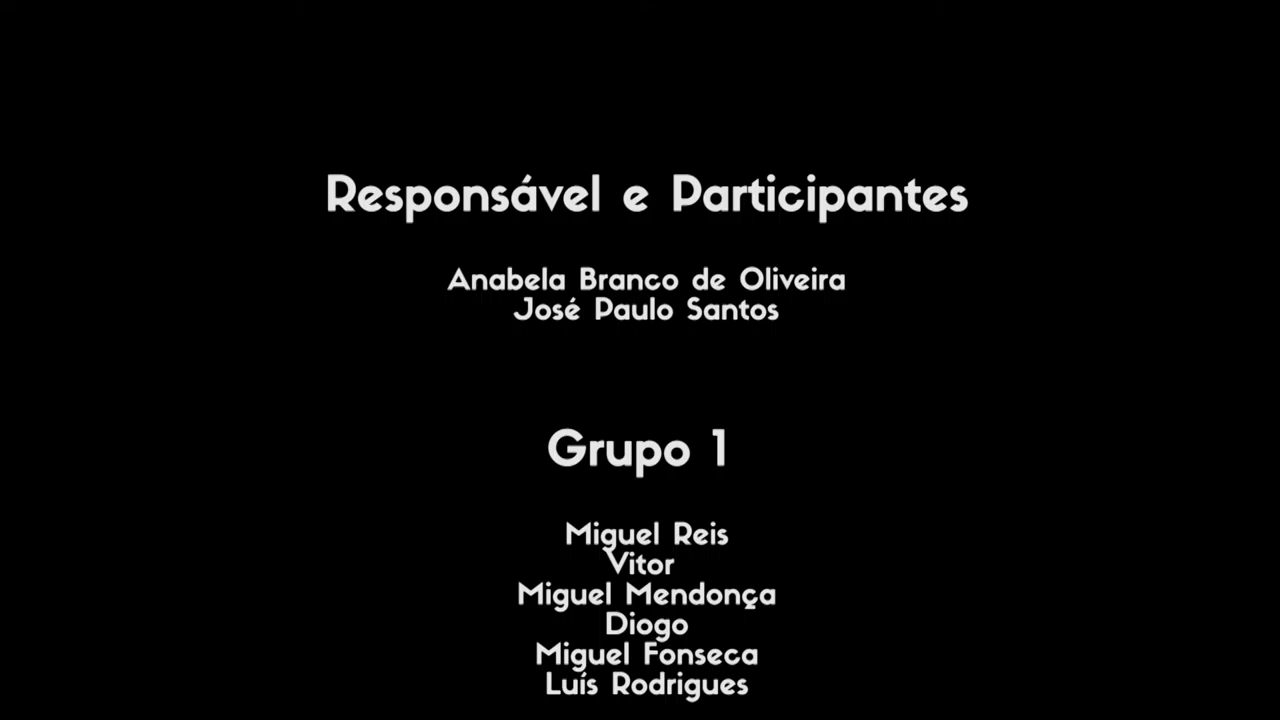 Responsável e Participantes
Anabela Branco de Oliveira
José Paulo Santos
Grupo 1
Miguel Reis
Vitor
Miguel Mendonça
Diogo
Miguel Fonseca
Luís Rodrigues